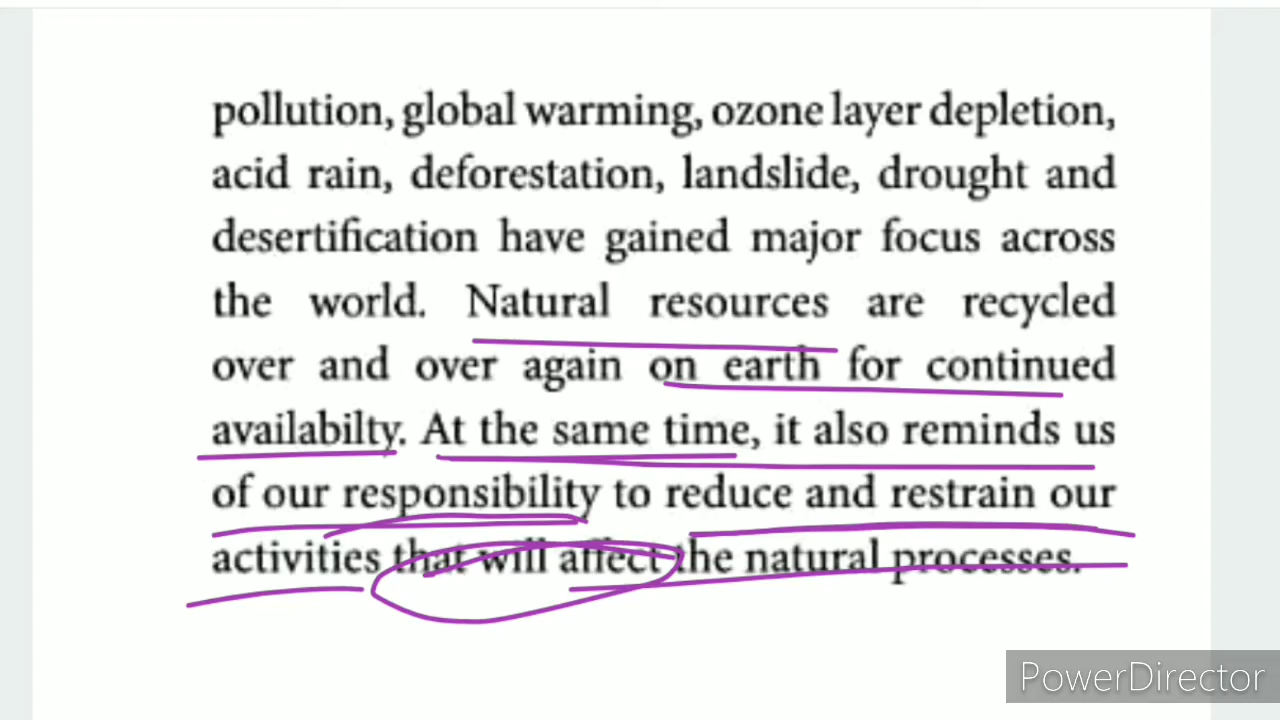 pollution, global warming, ozone layer depletion,
acid rain, deforestation, landslide, drought and
desertification have gained major focus across
the world. Natural resources are recycled
over and over again on earth for continued
availabilty. At the same time, it also reminds us
of our responsibility to reduce and restrain our
activities that will affect the natural processes.
PowerDirector